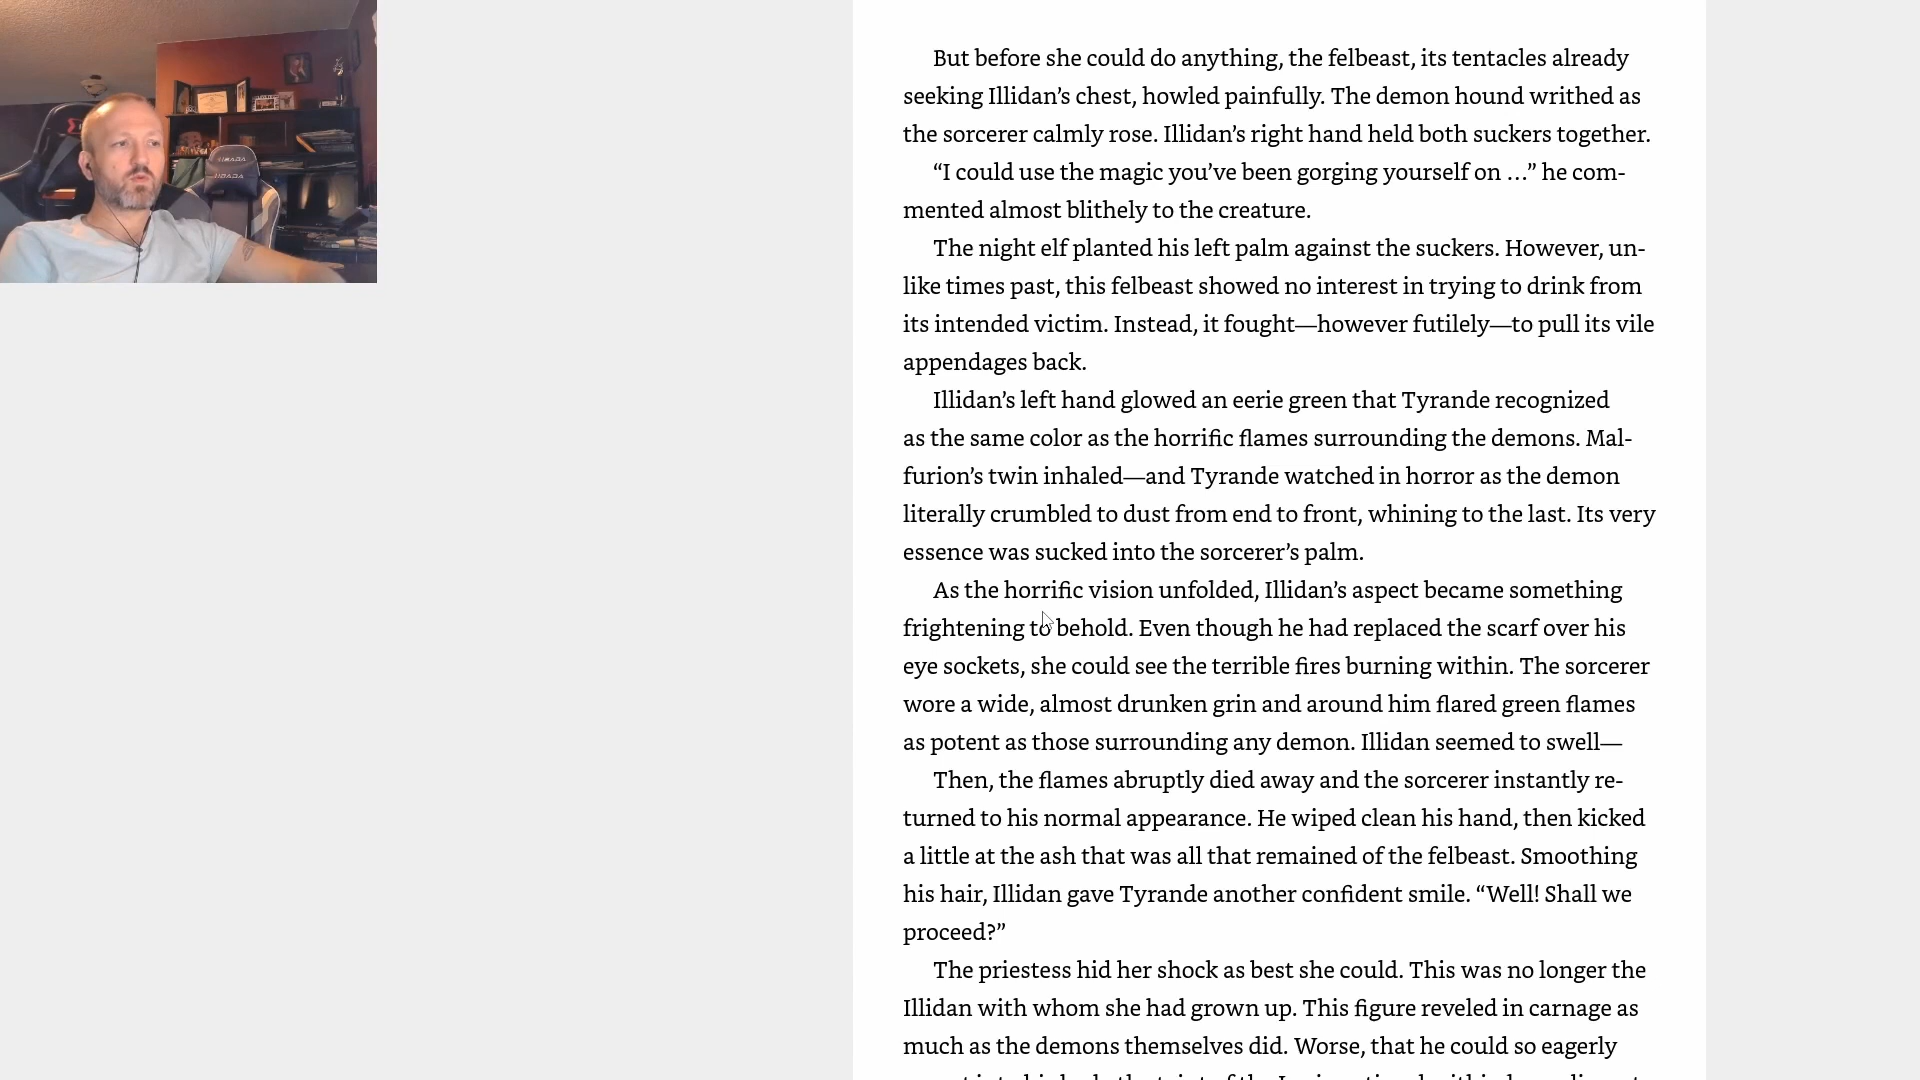 But before she could do anything, the felbeast, its tentacles already
seeking Illidan’s chest, howled painfully. The demon hound writhed as
the sorcerer calmly rose. Illidan’s right hand held both suckers together.
“I could use the magic you’ve been gorging yourself on …” he com-
mented almost blithely to the creature.
The night elf planted his left palm against the suckers. However, un-
like times past, this felbeast showed no interest in trying to drink from
its intended victim. Instead, it fought—however futilely—to pull its vile
appendages back.
Illidan’s left hand glowed an eerie green that Tyrande recognized
as the same color as the horrific flames surrounding the demons. Mal-
furion’s twin inhaled—and Tyrande watched in horror as the demon
literally crumbled to dust from end to front, whining to the last. Its very
essence was sucked into the sorcerer’s palm.
As the horrific vision unfolded, Illidan’s aspect became something
frightening to behold. Even though he had replaced the scarf over his
eye sockets, she could see the terrible fires burning within. The sorcerer
wore a wide, almost drunken grin and around him flared green flames
as potent as those surrounding any demon. Illidan seemed to swell—
Then, the flames abruptly died away and the sorcerer instantly re-
turned to his normal appearance. He wiped clean his hand, then kicked
a little at the ash that was all that remained of the felbeast. Smoothing
his hair, Illidan gave Tyrande another confident smile. “Well! Shall we
proceed?”
The priestess hid her shock as best she could. This was no longer the
Illidan with whom she had grown up. This figure reveled in carnage as
much as the demons themselves did. Worse, that he could so eagerly